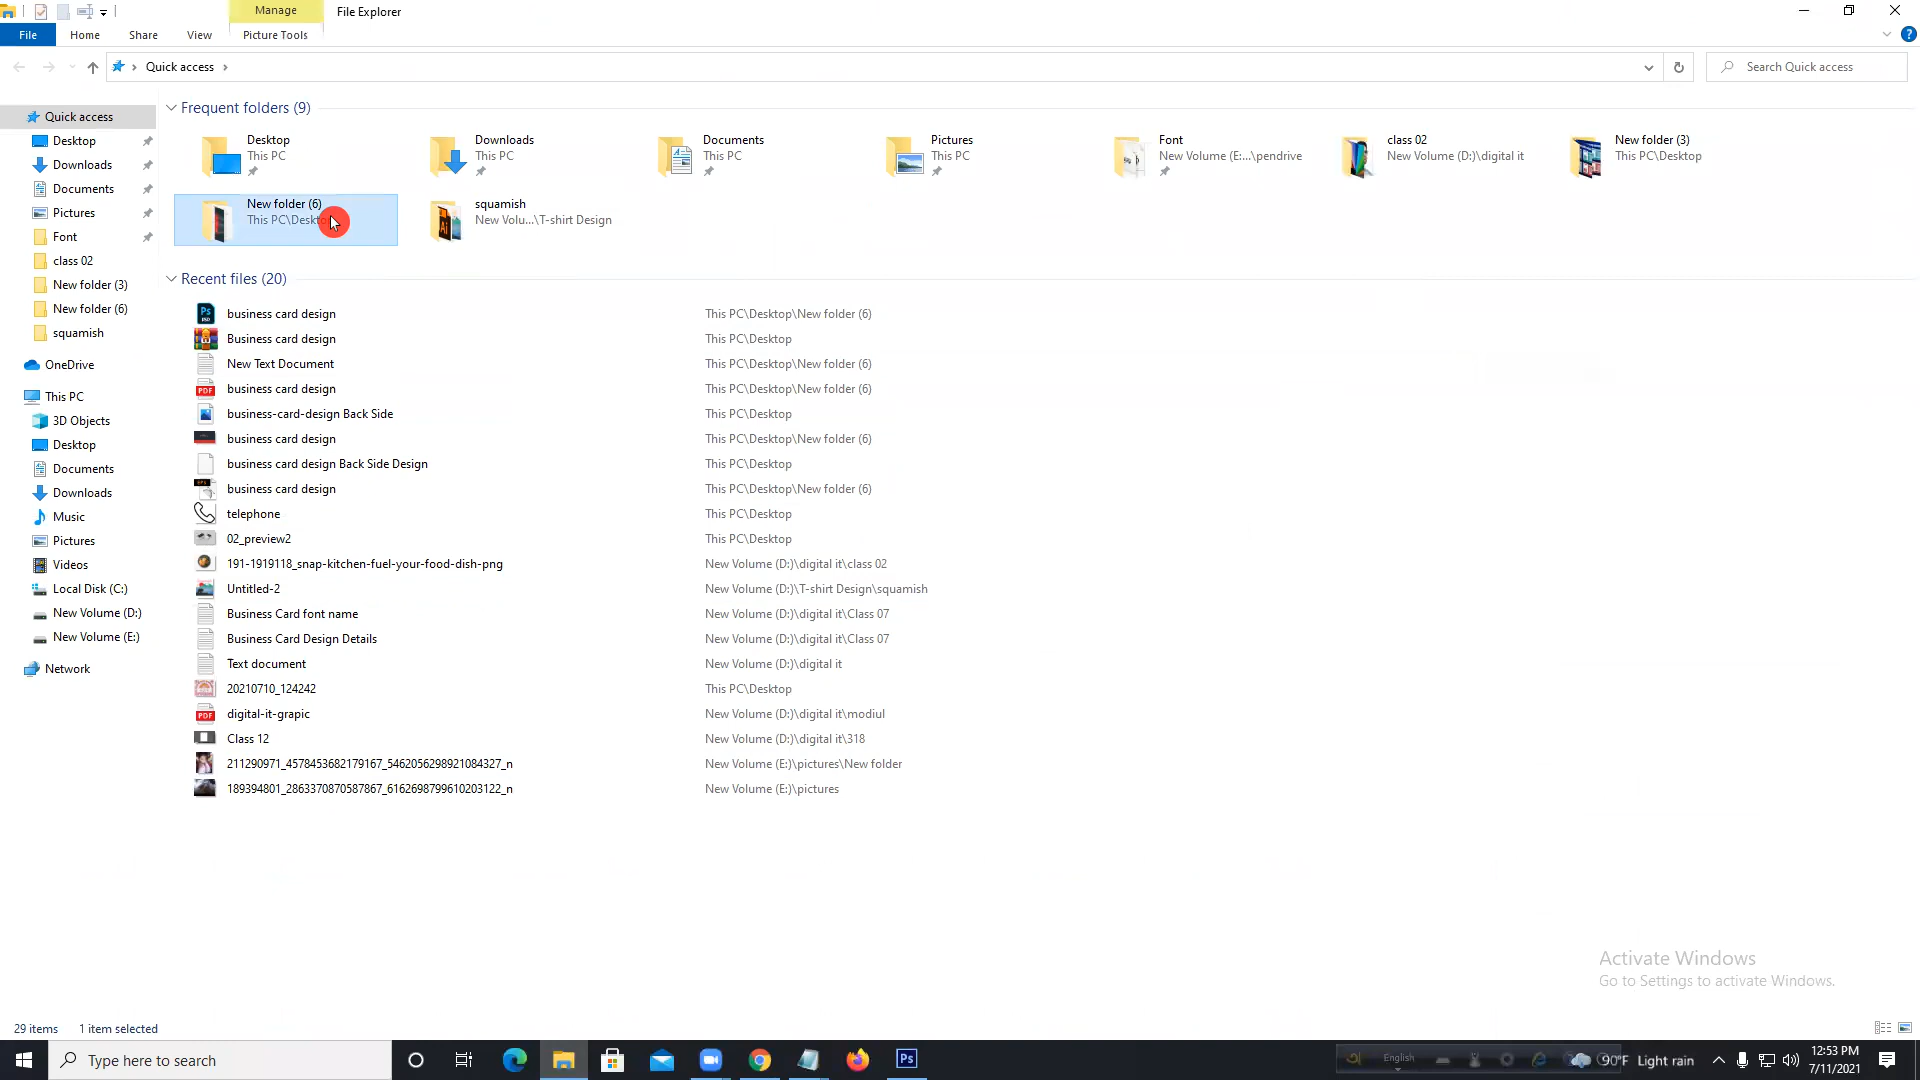 Manage
File Explorer
File
Home
Share
View
Picture Tools
Quick access
Search Quick access
Quick access
Desktop
Downloads
Documents
Pictures
Font
class 02
New folder (3)
New folder (6)
squamish
OneDrive
This PC
3D Objects
Desktop
Documents
Downloads
Music
Pictures
Videos
Local Disk (C:)
New Volume (D:)
New Volume (E:)
Network
Frequent folders (9)
Desktop
This PC
Downloads
This PC
Documents
This PC
Pictures
This PC
Font
New Volume (E:...\pendrive
class 02
New Volume (D:)\digital it
New folder (3)
This PC\Desktop
New folder (6)
squamish
New Volu...\T-shirt Design
Recent files (20)
business card design This PC\Desktop\New folder (6)
Business card design This PC\Desktop
New Text Document This PC\Desktop\New folder (6)
business card design This PC\Desktop\New folder (6)
business-card-design Back Side This PC\Desktop
business card design This PC\Desktop\New folder (6)
business card design Back Side Design This PC\Desktop
business card design This PC\Desktop\New folder (6)
telephone This PC\Desktop
02_preview2 This PC\Desktop
191-1919118_snap-kitchen-fuel-your-food-dish-png New Volume (D:)\digital it\class 02
Untitled-2 New Volume (D:)\T-shirt Design\squamish
Business Card font name New Volume (D:)\digital it\Class 07
Business Card Design Details New Volume (D:)\digital it\Class 07
Text document New Volume (D:)\digital it
20210710_124242 This PC\Desktop
digital-it-grapic New Volume (D:)\digital it\modiul
Class 12 New Volume (D:)\digital it\318
211290971_4578453682179167_5462056298921084327_n New Volume (E:)\pictures\New folder
189394801_2863370870587867_6162698799610203122_n New Volume (E:)\pictures
Activate Windows
Go to Settings to activate Windows.
29 items 1 item selected
Type here to search
English
90°F Light rain
12:53 PM
7/11/2021